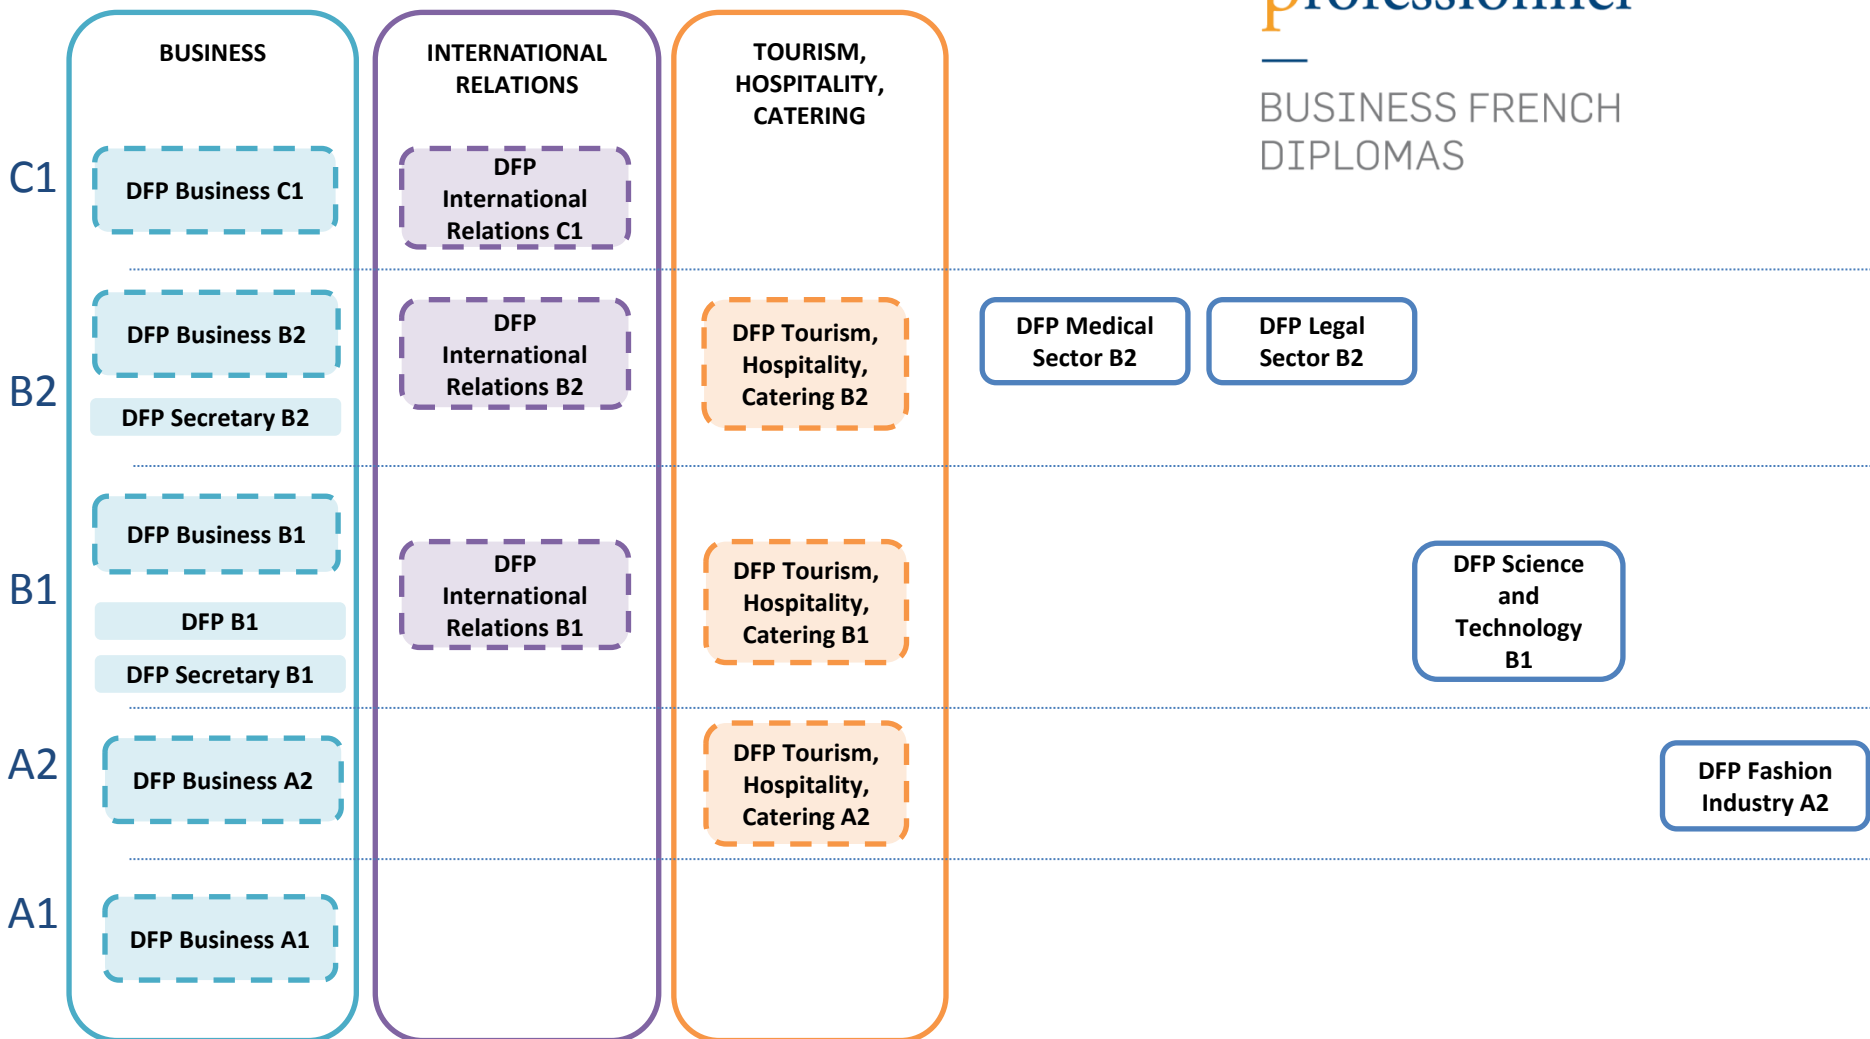 professionnel
BUSINESS FRENCH
DIPLOMAS
BUSINESS
INTERNATIONAL
RELATIONS
TOURISM,
HOSPITALITY,
CATERING
C1
DFP Business C1
DFP
International
Relations C1
B2
DFP Business B2
DFP Secretary B2
DFP
International
Relations B2
DFP Tourism,
Hospitality,
Catering B2
DFP Medical
Sector B2
DFP Legal
Sector B2
B1
DFP Business B1
DFP B1
DFP Secretary B1
DFP
International
Relations B1
DFP Tourism,
Hospitality,
Catering B1
DFP Science
and
Technology
B1
A2
DFP Business A2
DFP Tourism,
Hospitality,
Catering A2
DFP Fashion
Industry A2
A1
DFP Business A1